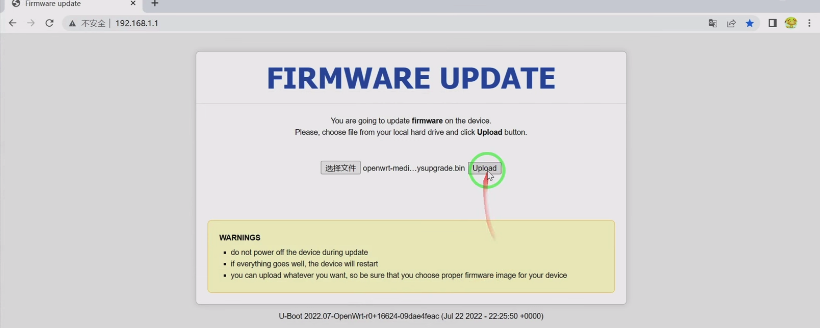 Firmware update
不安全 | 192.168.1.1
FIRMWARE UPDATE
You are going to update firmware on the device.
Please, choose file from your local hard drive and click Upload button.
选择文件 openwrt-medi...ysupgrade.bin Upload
WARNINGS
do not power off the device during update
if everything goes well, the device will restart
you can upload whatever you want, so be sure that you choose proper firmware image for your device
U-Boot 2022.07-OpenWrt-r0+16624-09dae4feac (Jul 22 2022 - 22:25:50 +0000)